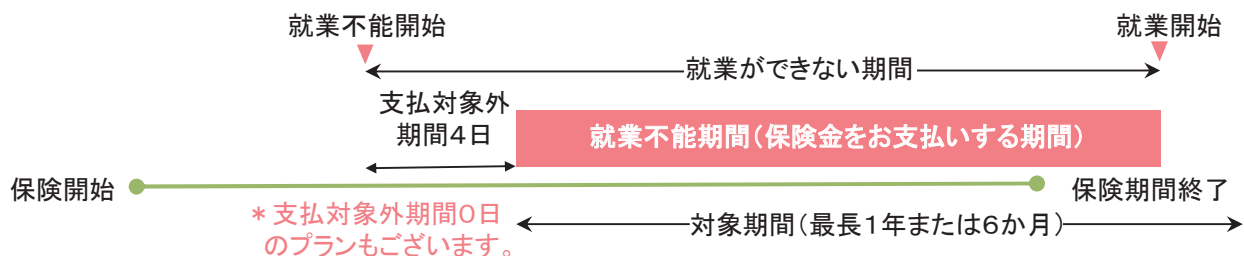 就業不能開始
就業開始
就業ができない期間
支払対象外
期間4日
就業不能期間(保険金をお支払いする期間)
保険開始
保険期間終了
*支払対象外期間0日
のプランもございます。
対象期間(最長1年または6か月)